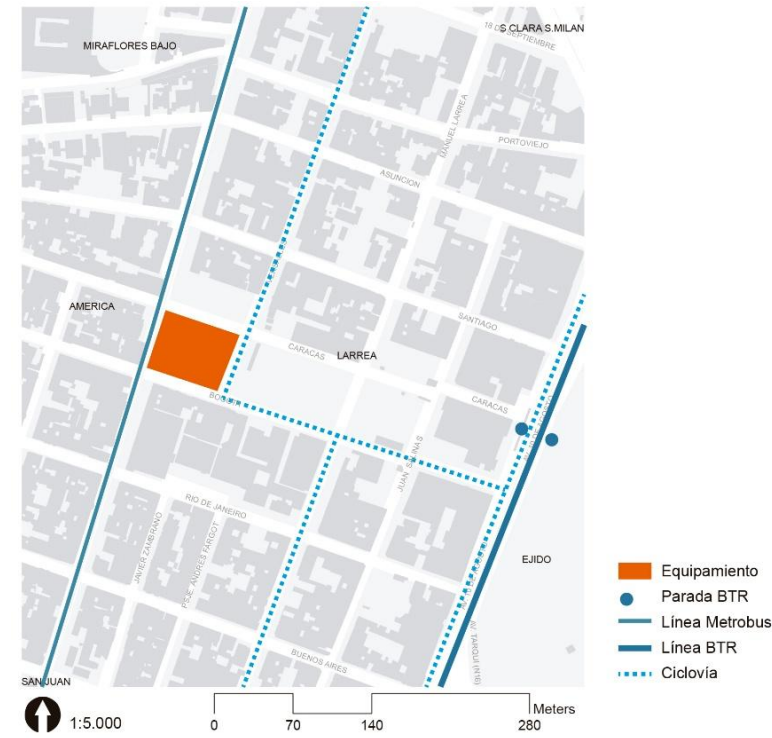 S CLARA S.MILAN
18 DE SEPTIEMBRE
MIRAFLORES BAJO
MANUEL LARREA
PORTOVIEJO
ASUNCION
AMERICA
SANTIAGO
CARACAS
LARREA
BOGOTA
CARACAS
JUAN SALINAS
RIO DE JANEIRO
JAVIER ZAMBRANO
PSJE. ANDRES FARGOT
EJIDO
AV. TARQUI (N10)
BUENOS AIRES
SAN JUAN
Equipamiento
Parada BTR
Línea Metrobus
Línea BTR
Ciclovía
1:5.000
0 70 140 280
Meters